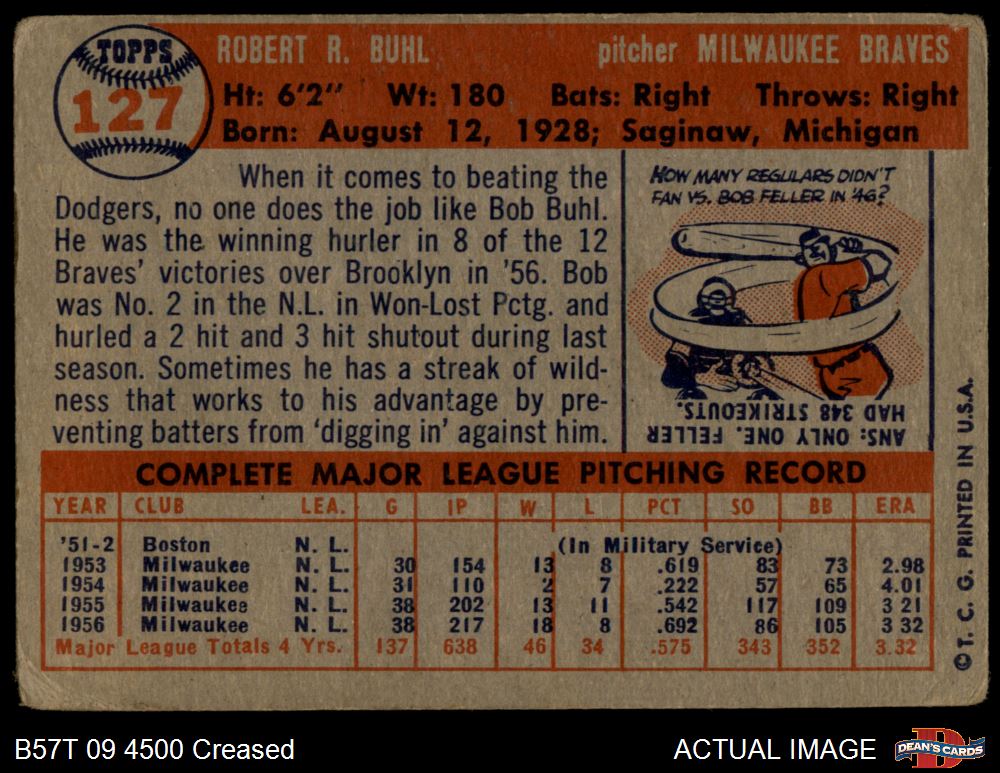 TOPPS
127
ROBERT R. BUHL pitcher MILWAUKEE BRAVES
Ht: 6'2" Wt: 180 Bats: Right Throws: Right
Born: August 12, 1928; Saginaw, Michigan
When it comes to beating the
Dodgers, no one does the job like Bob Buhl.
He was the winning hurler in 8 of the 12
Braves' victories over Brooklyn in '56. Bob
was No. 2 in the N.L. in Won-Lost Pctg. and
hurled a 2 hit and 3 hit shutout during last
season. Sometimes he has a streak of wild-
ness that works to his advantage by pre-
venting batters from 'digging in' against him.
HOW MANY REGULARS DIDN'T
FAN VS. BOB FELLER IN '46?
ANS: ONLY ONE. FELLER
HAD 348 STRIKEOUTS.
COMPLETE MAJOR LEAGUE PITCHING RECORD
YEAR CLUB LEA. G IP W L PCT SO BB ERA
'51-2 Boston N. L. (In Military Service)
1953 Milwaukee N. L. 30 154 13 8 .619 83 73 2.98
1954 Milwaukee N. L. 31 110 2 7 .222 57 65 4.01
1955 Milwaukee N. L. 38 202 13 11 .542 117 109 3 21
1956 Milwaukee N. L. 38 217 18 8 .692 86 105 3 32
Major League Totals 4 Yrs. 137 638 46 34 .575 343 352 3.32
© T. C. G. PRINTED IN U.S.A.
B57T 09 4500 Creased
ACTUAL IMAGE
D
DEAN'S CARDS